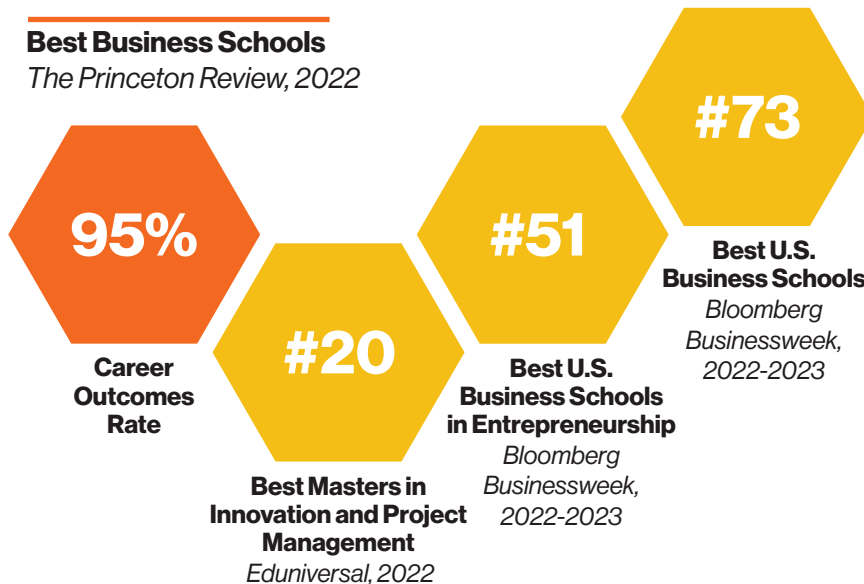 Best Business Schools
The Princeton Review, 2022
95%
Career
Outcomes
Rate
#20
Best Masters in
Innovation and Project
Management
Eduniversal, 2022
#51
Best U.S.
Business Schools
in Entrepreneurship
Bloomberg
Businessweek,
2022-2023
#73
Best U.S.
Business Schools
Bloomberg
Businessweek,
2022-2023